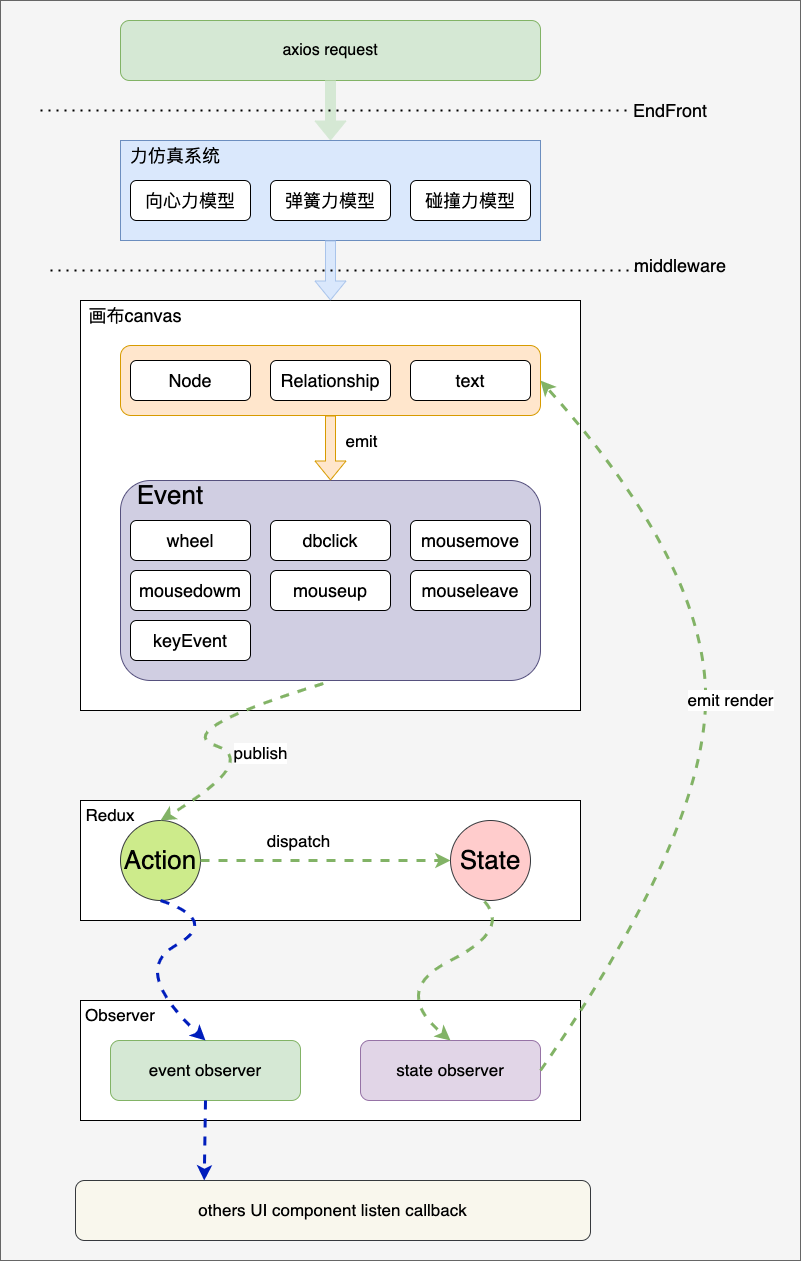 axios request
EndFront
力仿真系统
向心力模型
弹簧力模型
碰撞力模型
middleware
画布canvas
Node
Relationship
text
emit
Event
wheel
dbclick
mousemove
mousedowm
mouseup
mouseleave
keyEvent
emit render
publish
Redux
dispatch
Action
State
Observer
event observer
state observer
others UI component listen callback